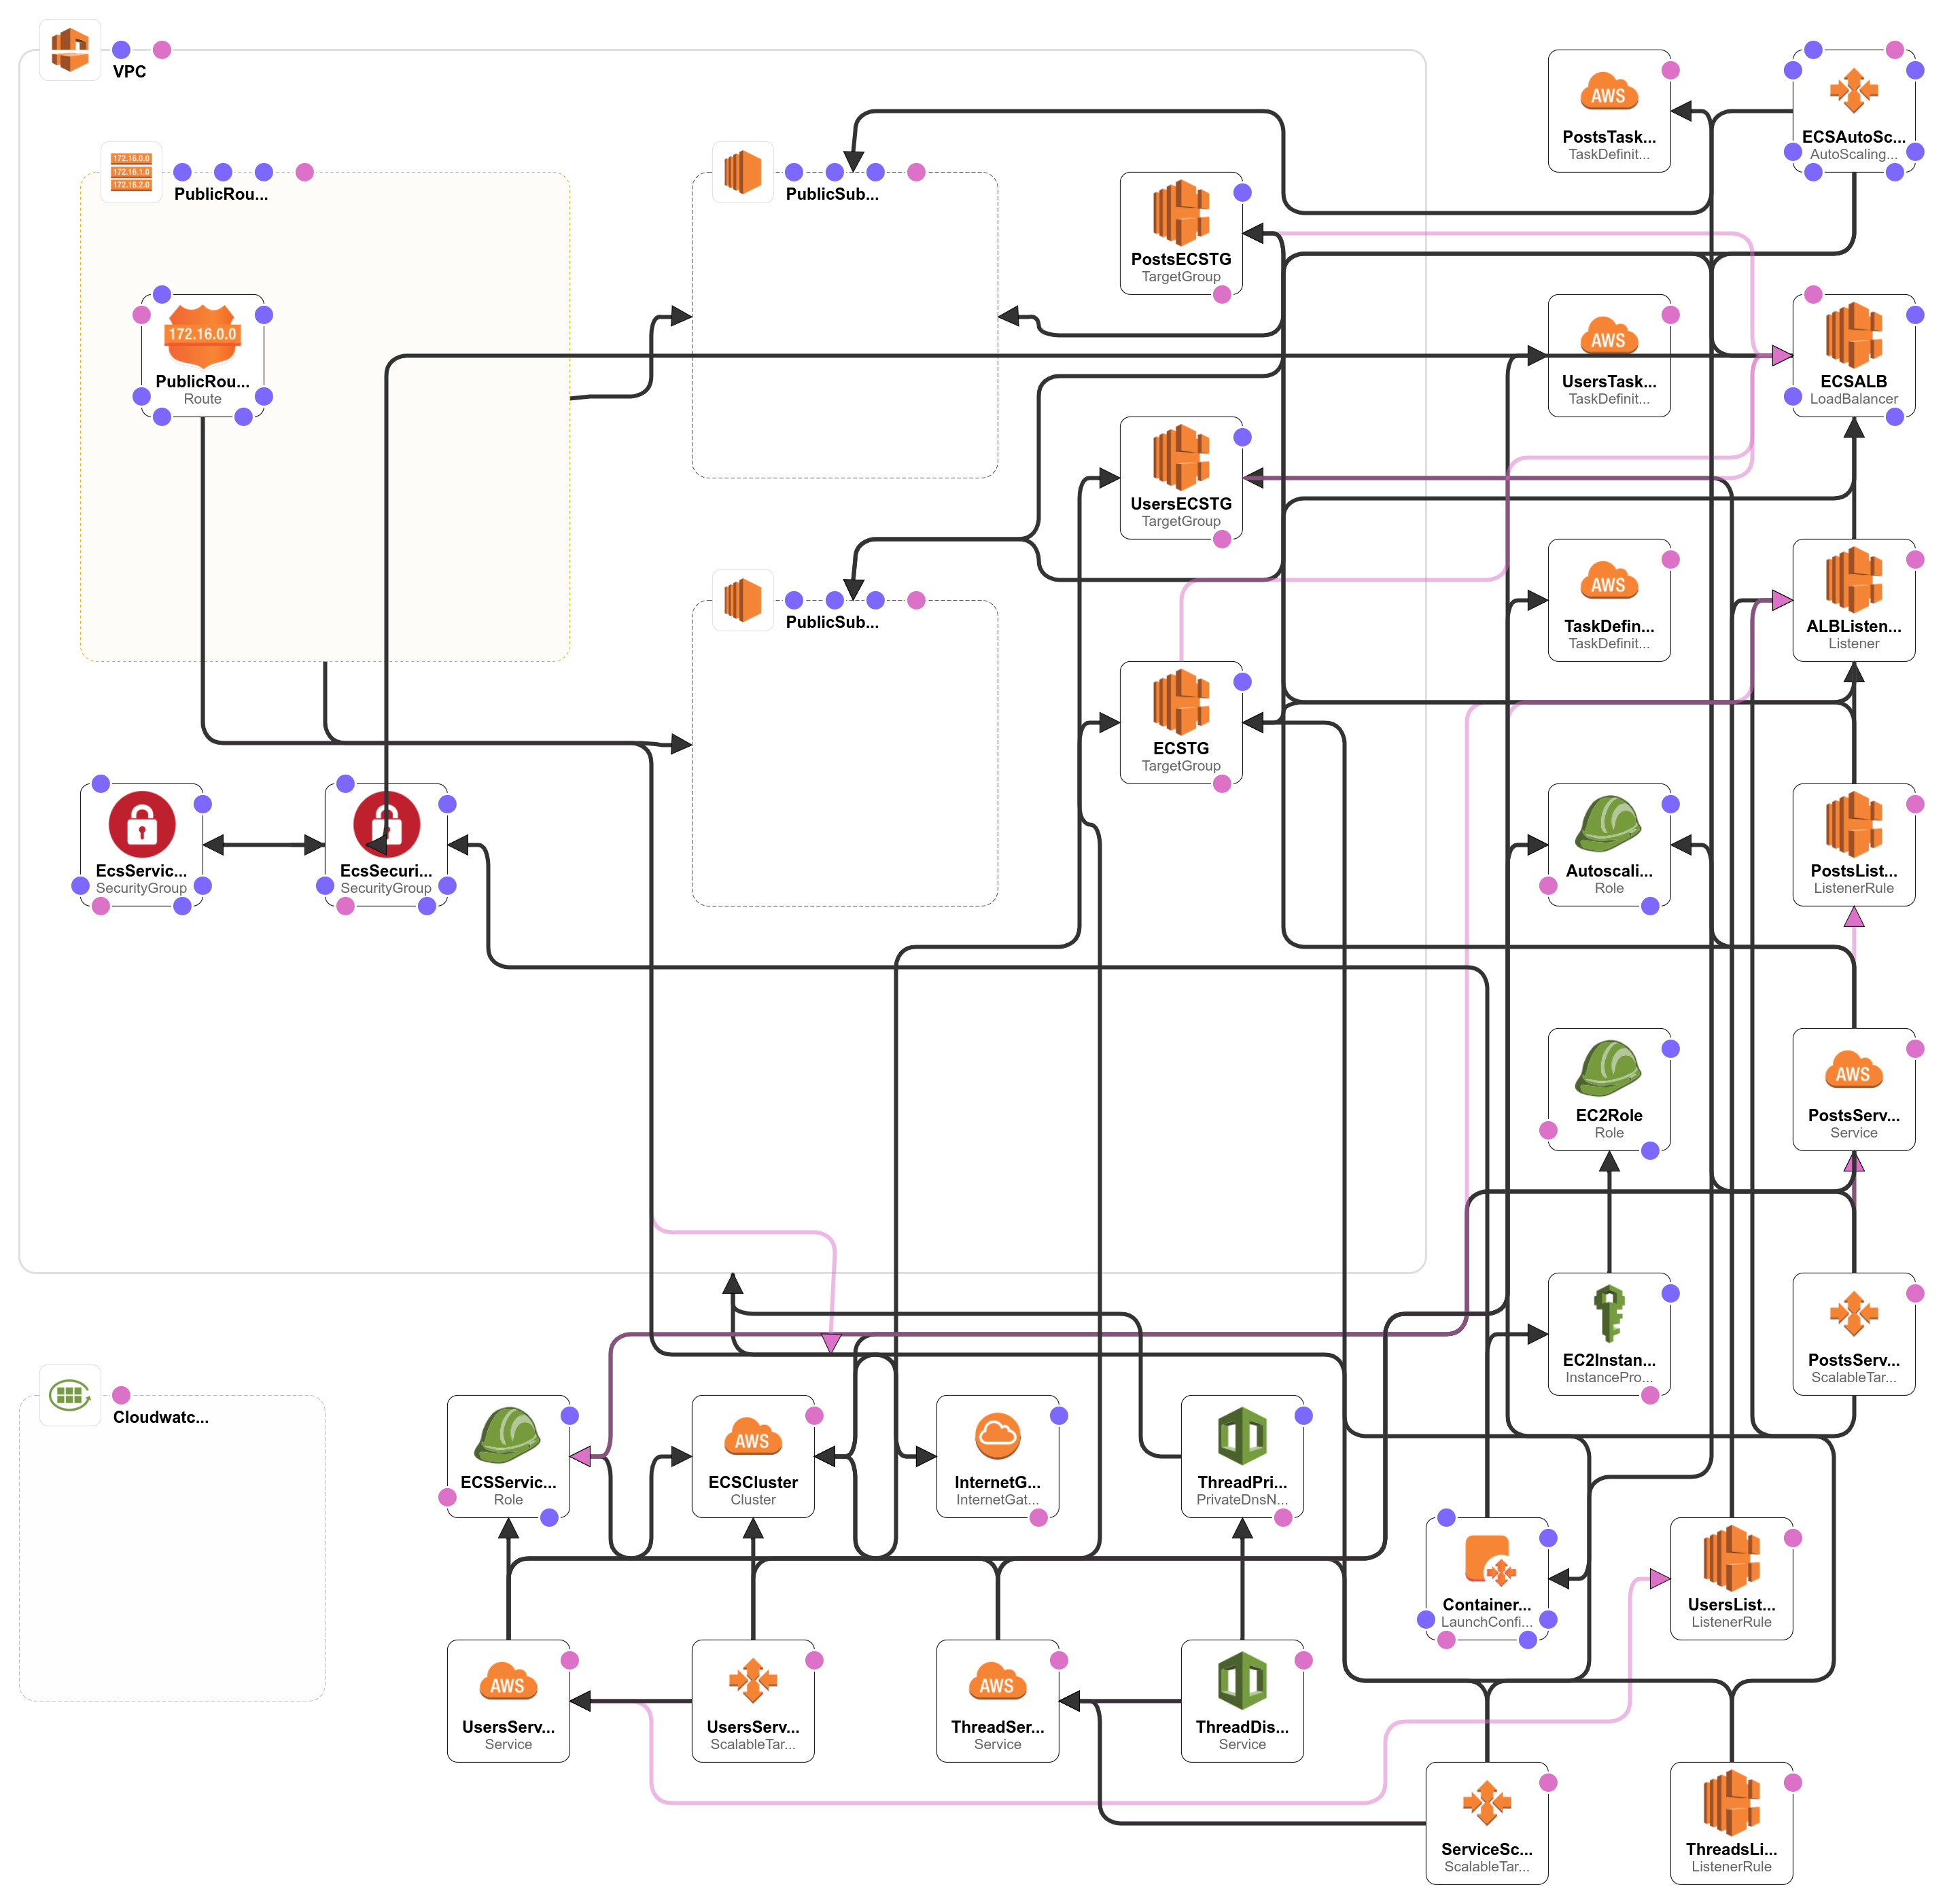 VPC
172.16.0.0
172.16.1.0
172.16.2.0
PublicRou...
PublicSub...
AWS
PostsTask...
TaskDefinit...
ECSAutoSc...
AutoScaling...
PostsECSTG
TargetGroup
172.16.0.0
PublicRou...
Route
AWS
UsersTask...
TaskDefinit...
ECSALB
LoadBalancer
UsersECSTG
TargetGroup
PublicSub...
AWS
TaskDefin...
TaskDefinit...
ALBListen...
Listener
ECSTG
TargetGroup
EcsServic...
SecurityGroup
EcsSecuri...
SecurityGroup
Autoscali...
Role
PostsList...
ListenerRule
EC2Role
Role
AWS
PostsServ...
Service
EC2Instan...
InstancePro...
PostsServ...
ScalableTar...
Cloudwatc...
ECSServic...
Role
AWS
ECSCluster
Cluster
InternetG...
InternetGat...
ThreadPri...
PrivateDnsN...
Container...
LaunchConfi...
UsersList...
ListenerRule
AWS
UsersServ...
Service
UsersServ...
ScalableTar...
AWS
ThreadSer...
Service
ThreadDis...
Service
ServiceSc...
ScalableTar...
ThreadsLi...
ListenerRule